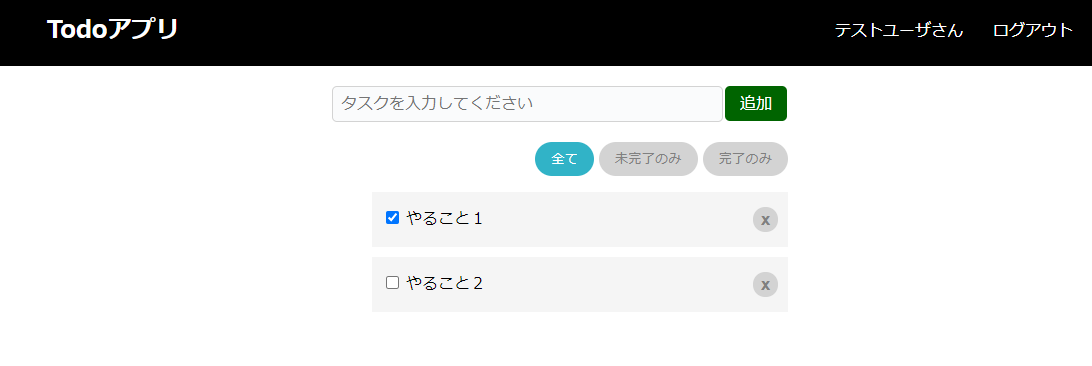 Todoアプリ テストユーザさん ログアウト
タスクを入力してください 追加
全て 未完了のみ 完了のみ
やること１ x
やること２ x